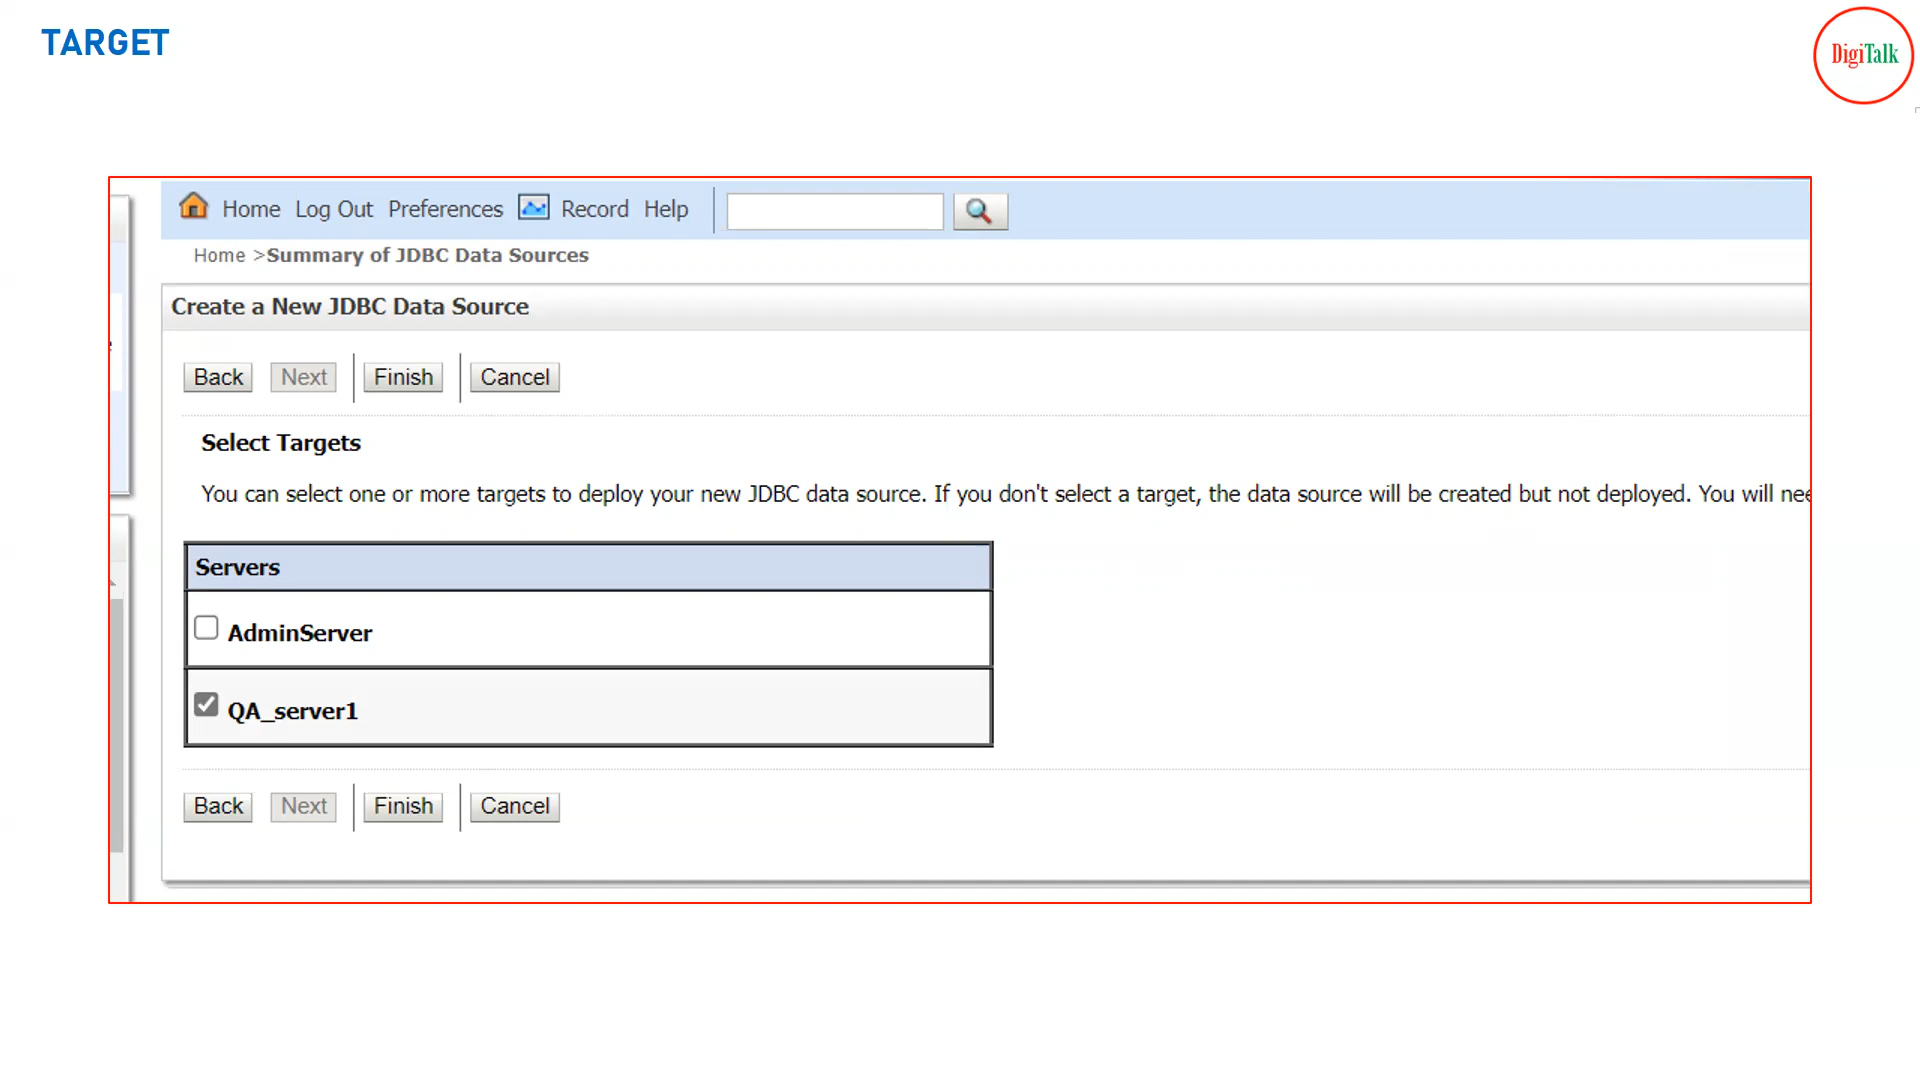 TARGET
DigiTalk
Home Log Out Preferences Record Help
Home >Summary of JDBC Data Sources
Create a New JDBC Data Source
Back Next Finish Cancel
Select Targets
You can select one or more targets to deploy your new JDBC data source. If you don't select a target, the data source will be created but not deployed. You will
Servers
AdminServer
QA_server1
Back Next Finish Cancel